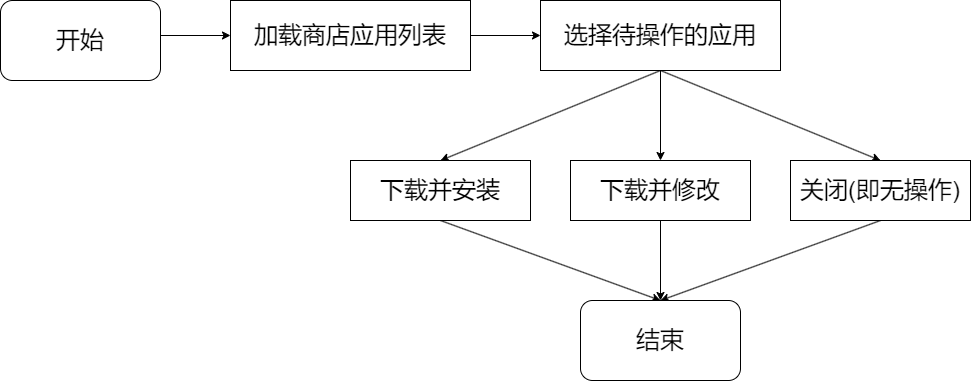 开始
加载商店应用列表
选择待操作的应用
下载并安装
下载并修改
关闭(即无操作)
结束